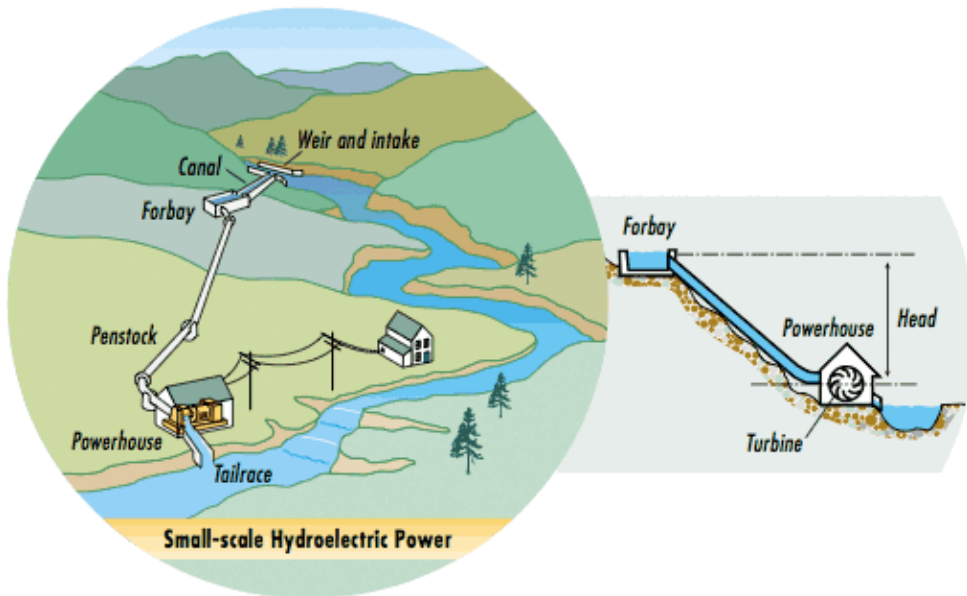 Weir and intake
Canal
Forbay
Penstock
Powerhouse
Tailrace
Small-scale Hydroelectric Power
Forbay
Powerhouse
Head
Turbine